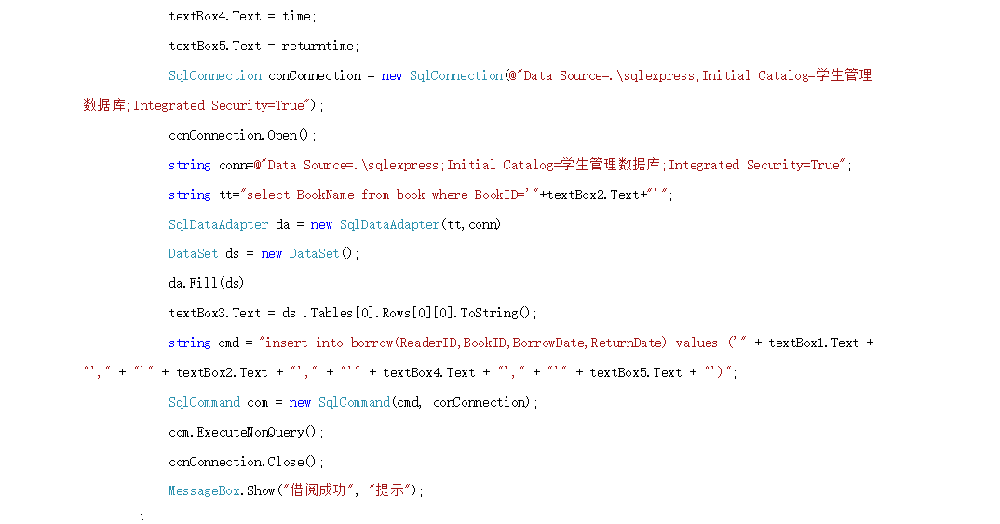 textBox4.Text = time;
textBox5.Text = returntime;
SqlConnection conConnection = new SqlConnection(@"Data Source=.\sqlexpress;Initial Catalog=学生管理
数据库;Integrated Security=True");
conConnection.Open();
string conn=@"Data Source=.\sqlexpress;Initial Catalog=学生管理数据库;Integrated Security=True";
string tt="select BookName from book where BookID='"+textBox2.Text+"'";
SqlDataAdapter da = new SqlDataAdapter(tt,conn);
DataSet ds = new DataSet();
da.Fill(ds);
textBox3.Text = ds .Tables[0].Rows[0][0].ToString();
string cmd = "insert into borrow(ReaderID,BookID,BorrowDate,ReturnDate) values ('" + textBox1.Text +
"'," + "'" + textBox2.Text + "'," + "'" + textBox4.Text + "'," + "'" + textBox5.Text + "')";
SqlCommand com = new SqlCommand(cmd, conConnection);
com.ExecuteNonQuery();
conConnection.Close();
MessageBox.Show("借阅成功", "提示");
}